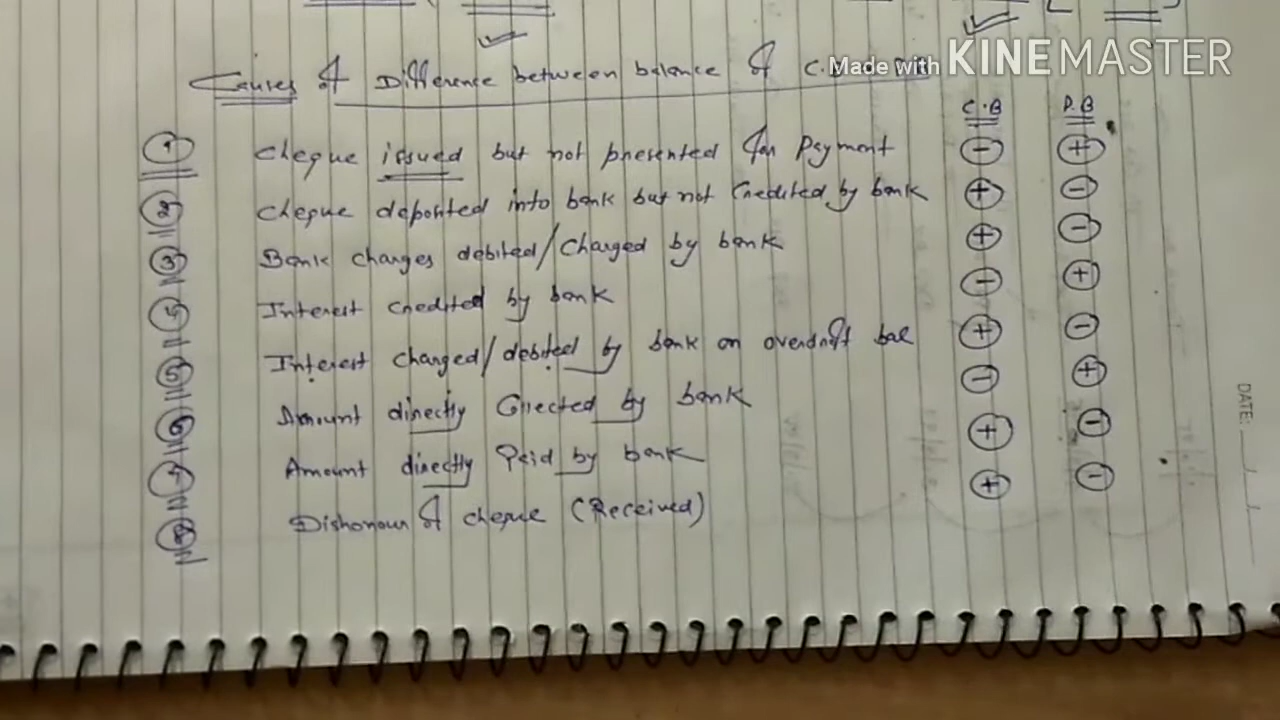 Made with KINEMASTER
Causes of Difference between balance of C.B
C.B P.B
1 Cheque issued but not presented for Payment - +
2 Cheque deposited into bank but not Credited by bank + -
3 Bank charges debited/Charged by bank + -
4 Interest credited by bank - +
5 Interest charged/debited by bank on overdraft bal + -
6 Amount directly Collected by bank - +
7 Amount directly Paid by bank + -
8 Dishonour of cheque (Received) + -
DATE: